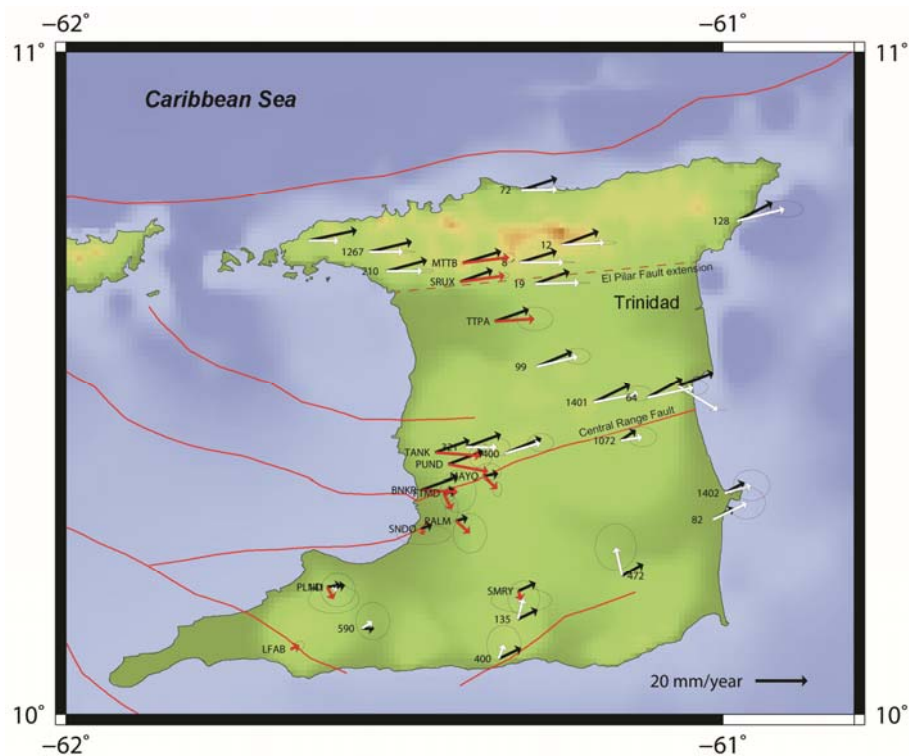 −62˚ −61˚
11˚ 11˚
Caribbean Sea
72
128
12
1267
MTTB 8
210
SRUX 19
El Pilar Fault extension
Trinidad
TTPA
99
1401 64
Central Range Fault
1072
TANK 400
PUND
MAYO
BNKR
1402
82
SNDO PALM
472
SMRY
135
590
LFAB
400
20 mm/year
10˚ 10˚
−62˚ −61˚